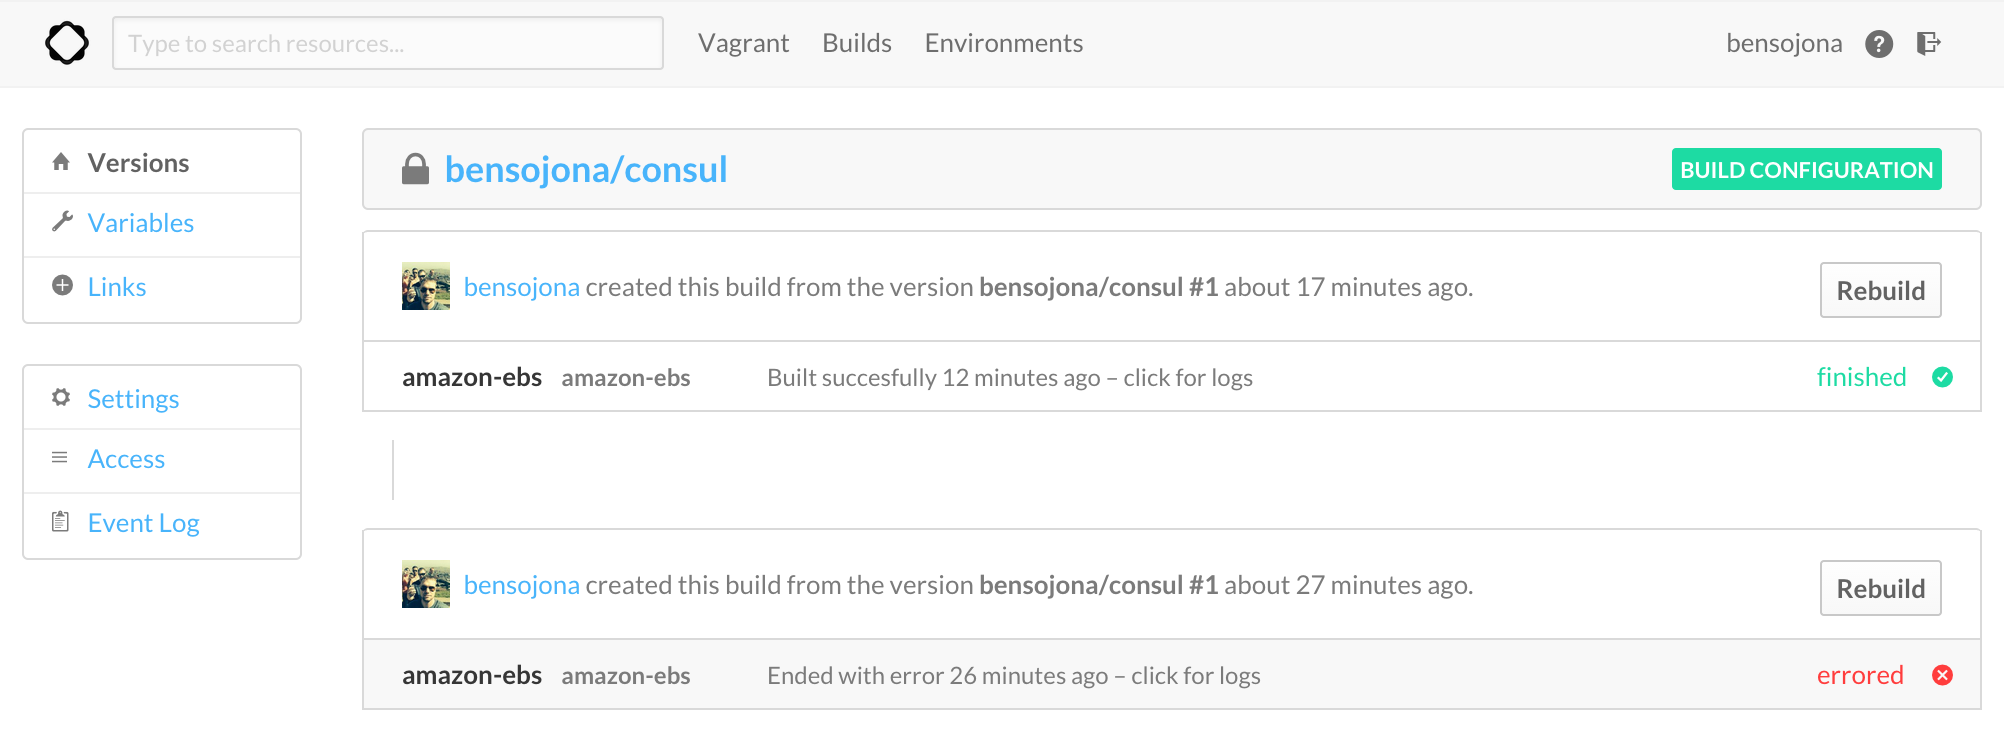 Type to search resources...
Vagrant Builds Environments
bensojona ?
Versions
Variables
Links
Settings
Access
Event Log
bensojona/consul
BUILD CONFIGURATION
bensojona created this build from the version bensojona/consul #1 about 17 minutes ago.
Rebuild
amazon-ebs amazon-ebs Built succesfully 12 minutes ago – click for logs finished
bensojona created this build from the version bensojona/consul #1 about 27 minutes ago.
Rebuild
amazon-ebs amazon-ebs Ended with error 26 minutes ago – click for logs errored